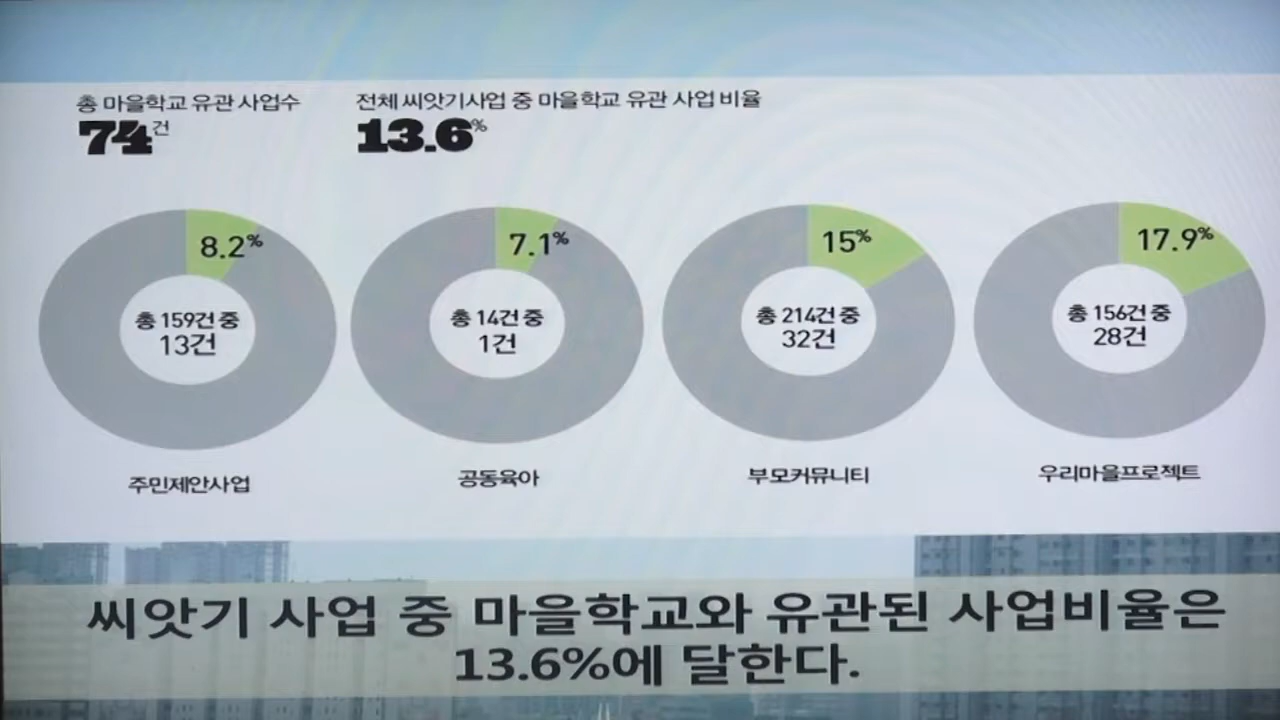 총 마을학교 유관 사업수
74건
전체 씨앗기사업 중 마을학교 유관 사업 비율
13.6%
8.2%
총 159건 중
13건
주민제안사업
7.1%
총 14건 중
1건
공동육아
15%
총 214건 중
32건
부모커뮤니티
17.9%
총 156건 중
28건
우리마을프로젝트
씨앗기 사업 중 마을학교와 유관된 사업비율은
13.6%에 달한다.